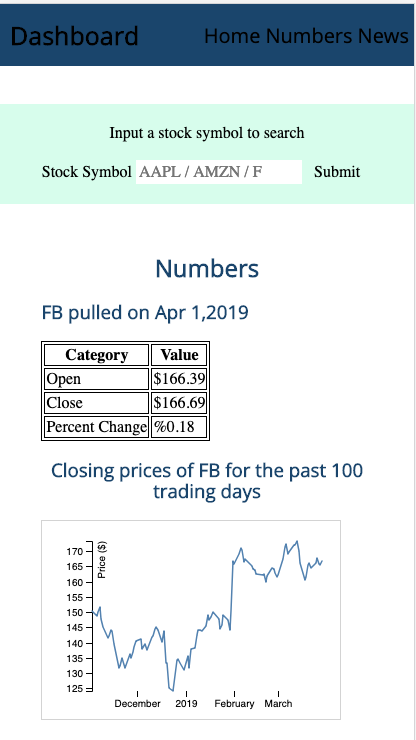 Dashboard Home Numbers News
Input a stock symbol to search
Stock Symbol AAPL / AMZN / F Submit
Numbers
FB pulled on Apr 1,2019
Category Value
Open $166.39
Close $166.69
Percent Change %0.18
Closing prices of FB for the past 100
trading days
Price ($)
170
165
160
155
150
145
140
135
130
125
December 2019 February March